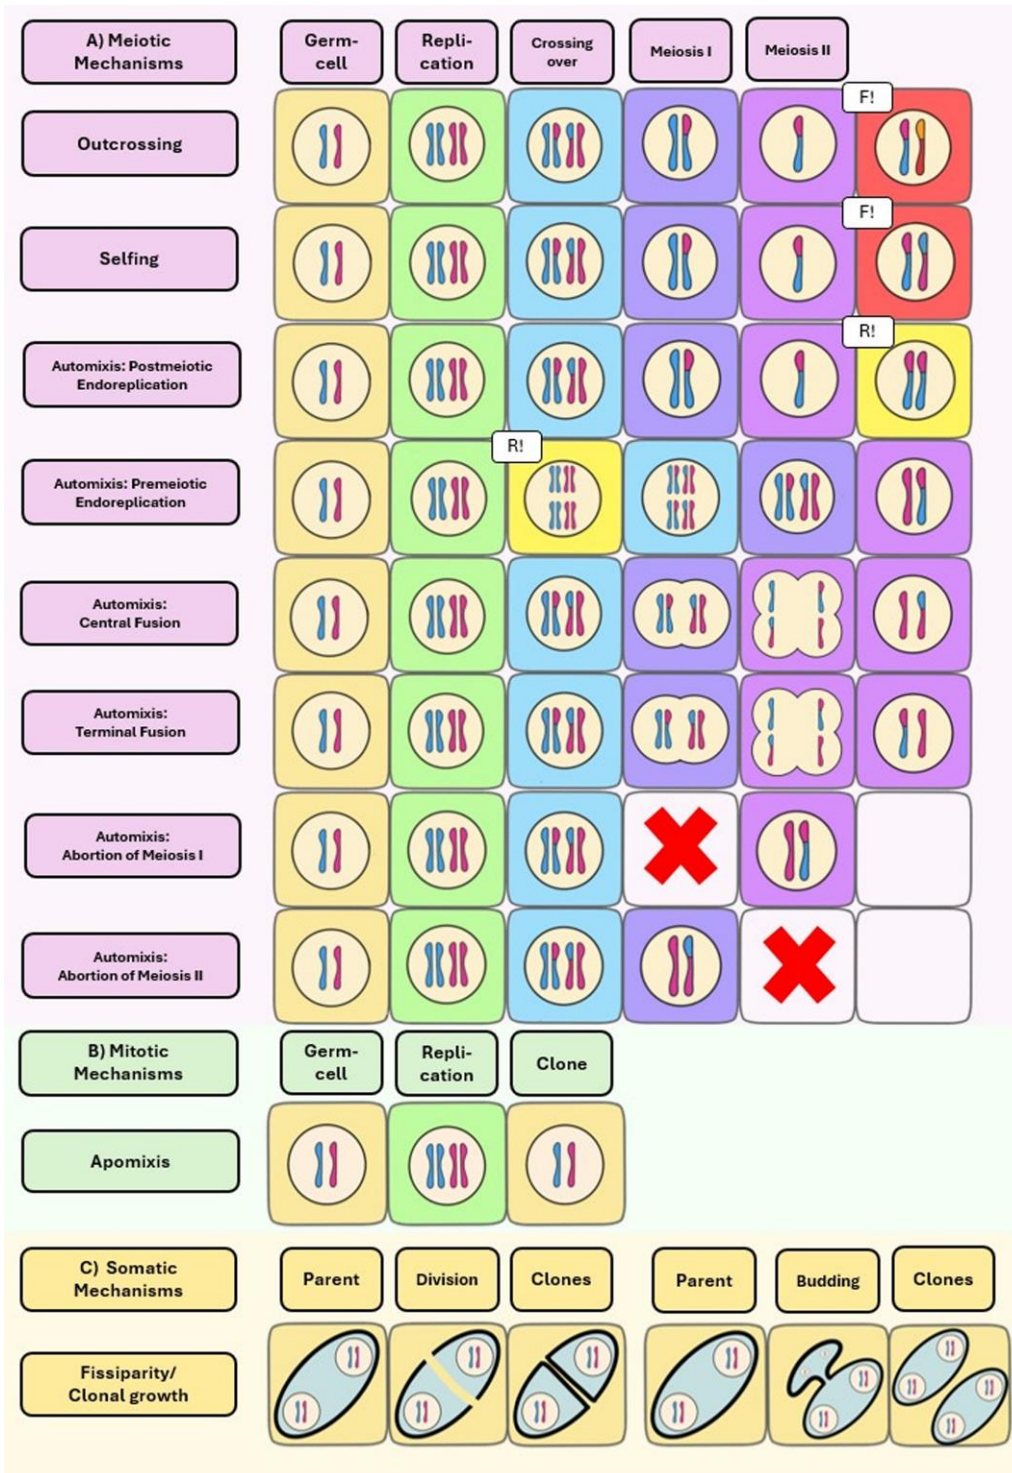 A) Meiotic
Mechanisms
Germ-
cell
Repli-
cation
Crossing
over
Meiosis I
Meiosis II
F!
Outcrossing
F!
Selfing
R!
Automixis: Postmeiotic
Endoreplication
R!
Automixis: Premeiotic
Endoreplication
Automixis:
Central Fusion
Automixis:
Terminal Fusion
Automixis:
Abortion of Meiosis I
Automixis:
Abortion of Meiosis II
B) Mitotic
Mechanisms
Germ-
cell
Repli-
cation
Clone
Apomixis
C) Somatic
Mechanisms
Parent
Division
Clones
Parent
Budding
Clones
Fissiparity/
Clonal growth